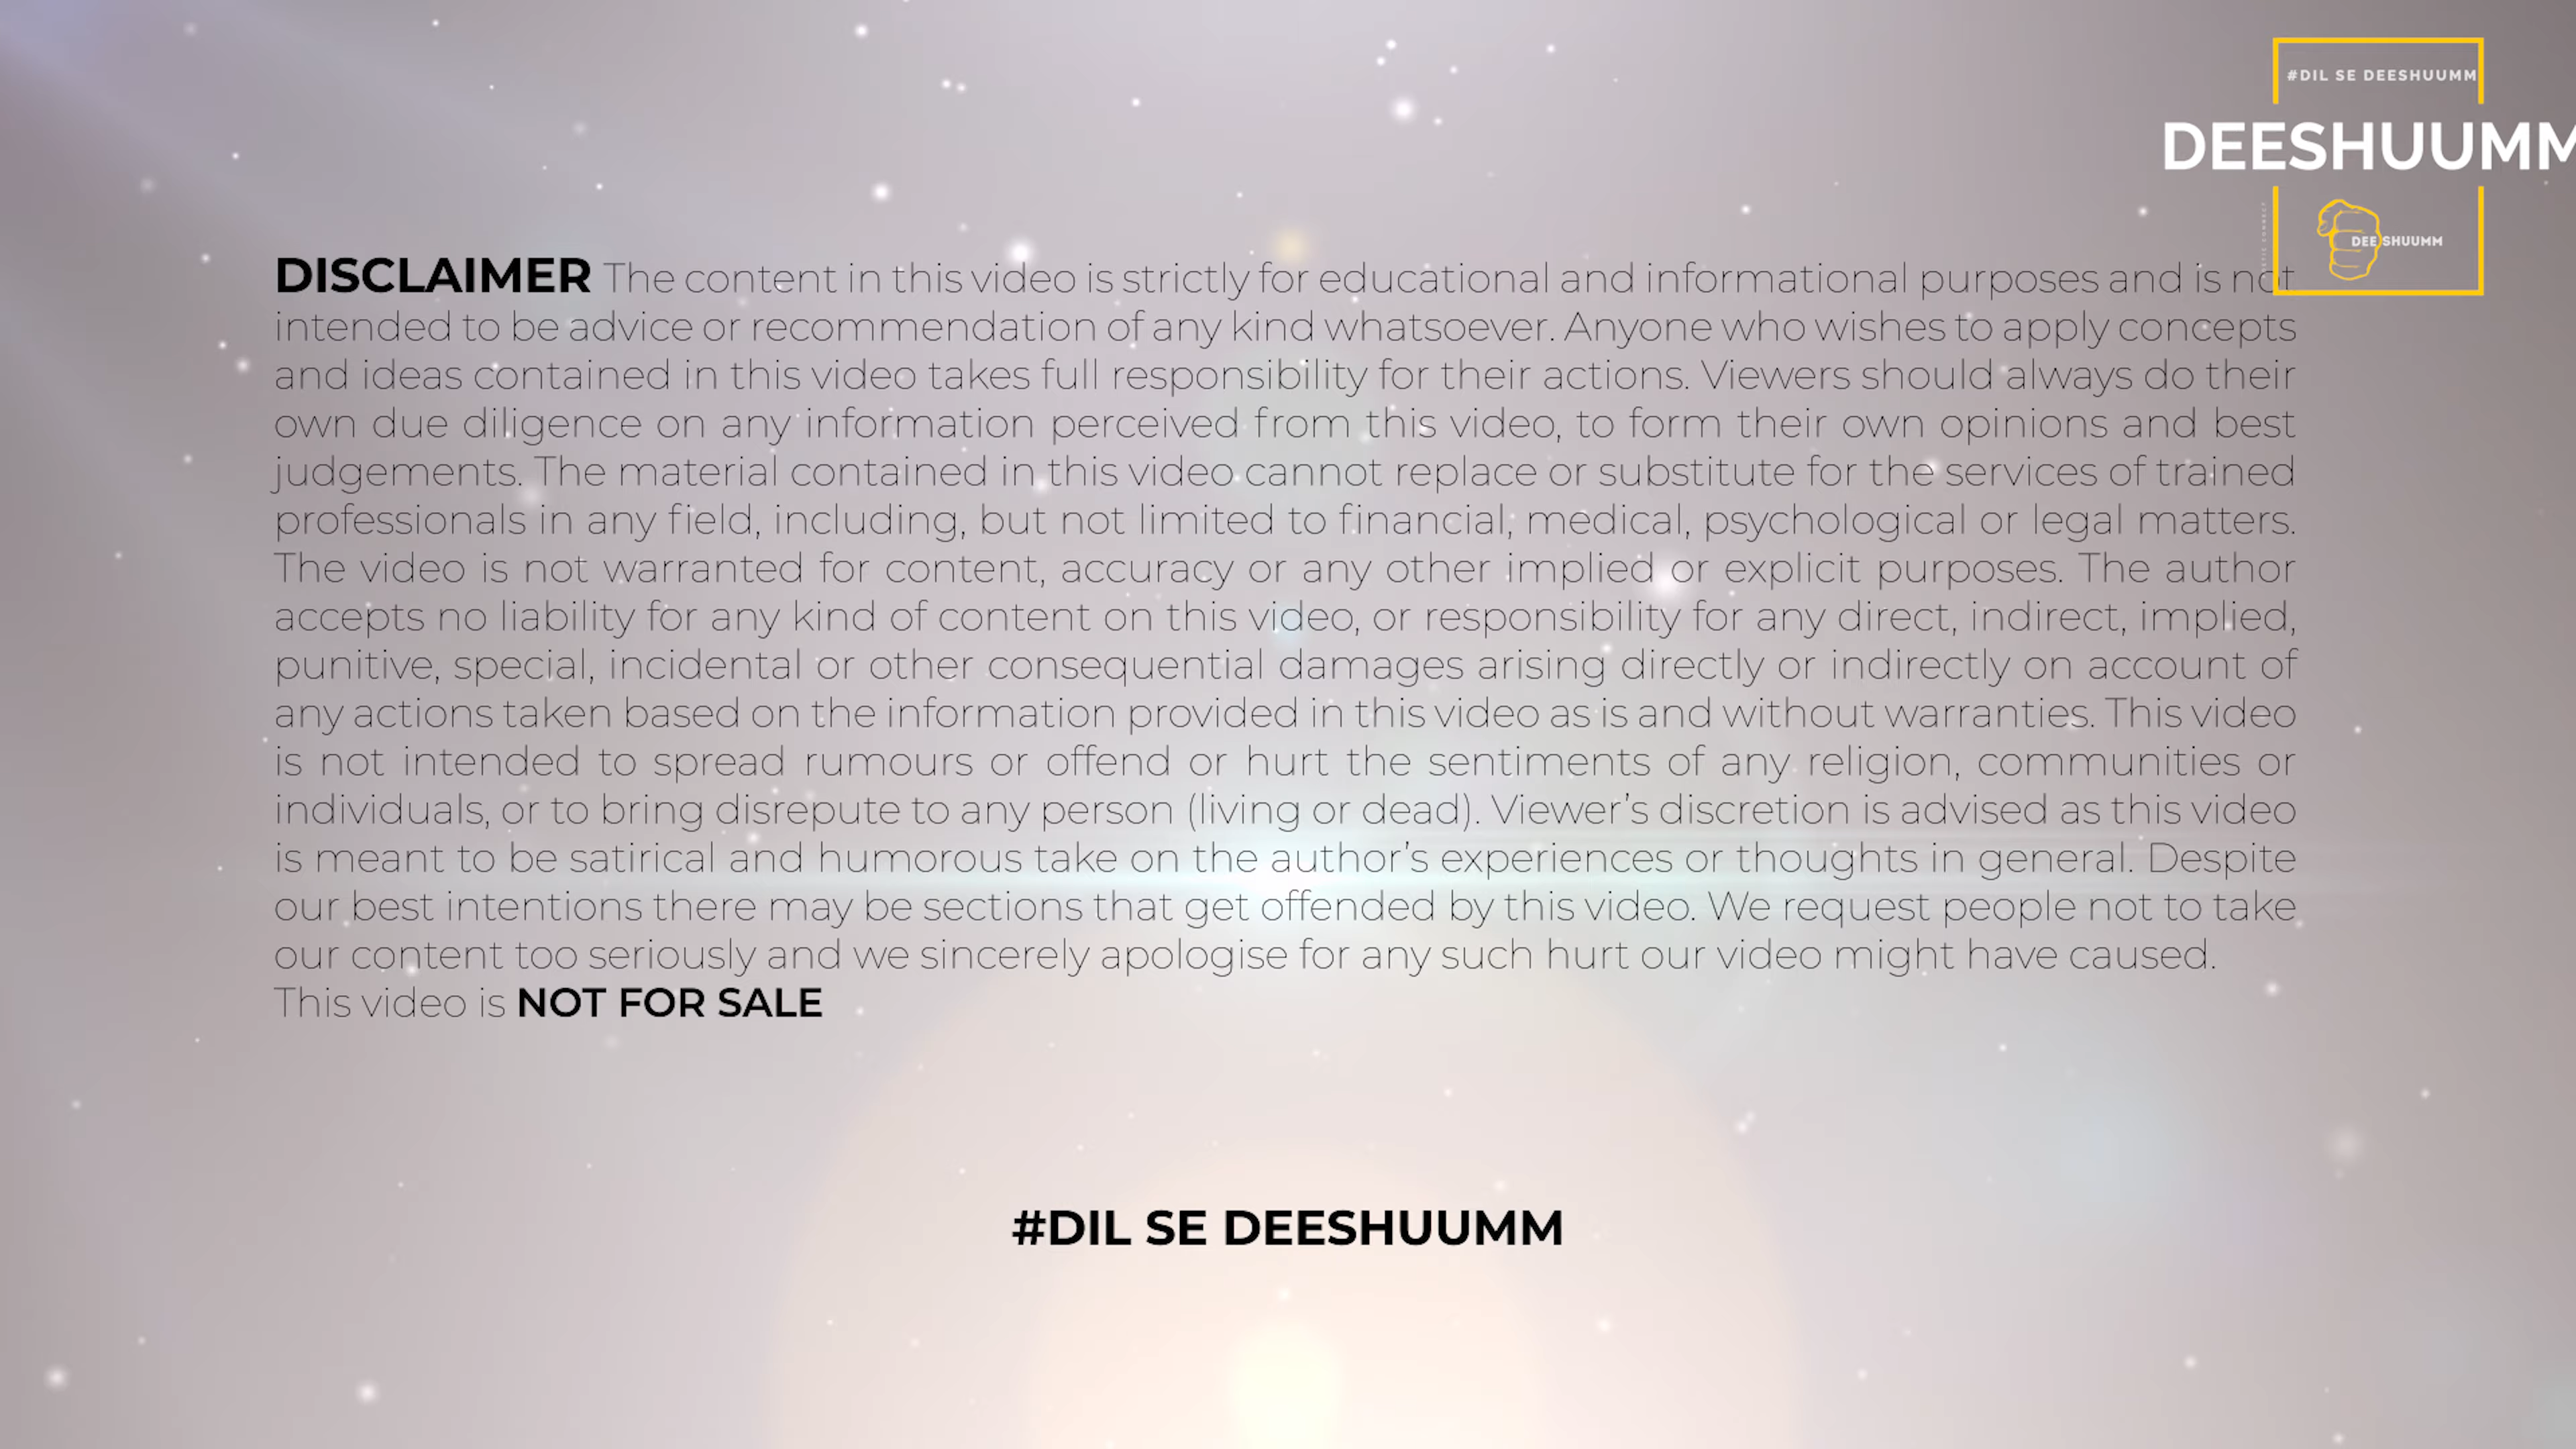 #DIL SE DEESHUUMM
DEESHUUMM
DEESHUUMM
DISCLAIMER The content in this video is strictly for educational and informational purposes and is not
intended to be advice or recommendation of any kind whatsoever. Anyone who wishes to apply concepts
and ideas contained in this video takes full responsibility for their actions. Viewers should always do their
own due diligence on any information perceived from this video, to form their own opinions and best
judgements. The material contained in this video cannot replace or substitute for the services of trained
professionals in any field, including, but not limited to financial, medical, psychological or legal matters.
The video is not warranted for content, accuracy or any other implied or explicit purposes. The author
accepts no liability for any kind of content on this video, or responsibility for any direct, indirect, implied,
punitive, special, incidental or other consequential damages arising directly or indirectly on account of
any actions taken based on the information provided in this video as is and without warranties. This video
is not intended to spread rumours or offend or hurt the sentiments of any religion, communities or
individuals, or to bring disrepute to any person (living or dead). Viewer's discretion is advised as this video
is meant to be satirical and humorous take on the author's experiences or thoughts in general. Despite
our best intentions there may be sections that get offended by this video. We request people not to take
our content too seriously and we sincerely apologise for any such hurt our video might have caused.
This video is NOT FOR SALE
#DIL SE DEESHUUMM